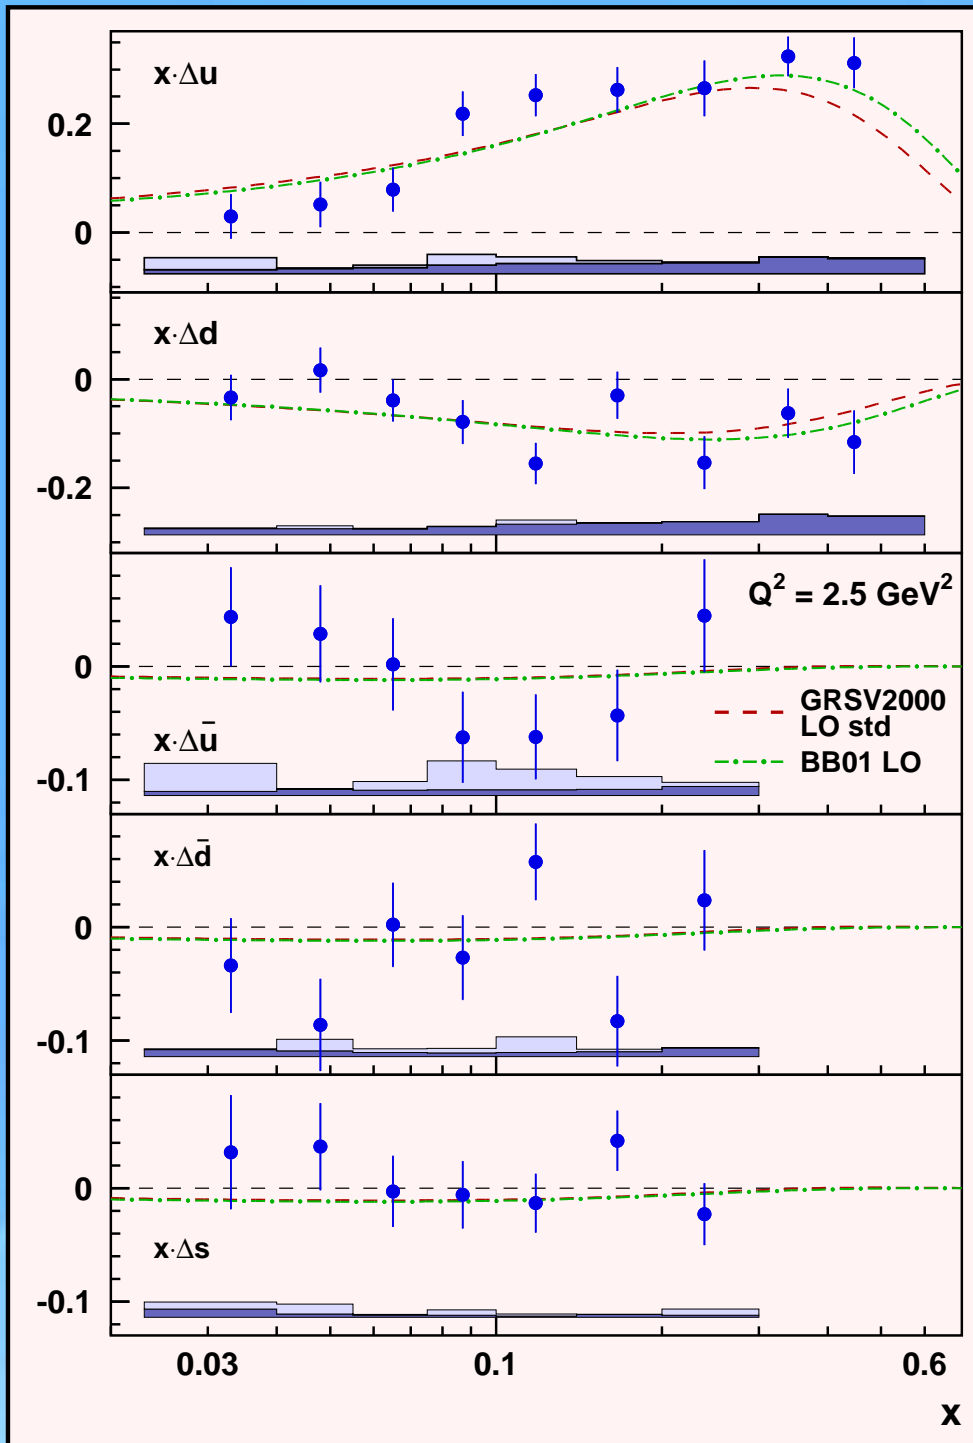 x·Δu
0.2
0
x·Δd
0
-0.2
Q² = 2.5 GeV²
0
GRSV2000
LO std
BB01 LO
x·Δū
-0.1
x·Δd̄
0
-0.1
0
x·Δs
-0.1
0.03 0.1 0.6
x